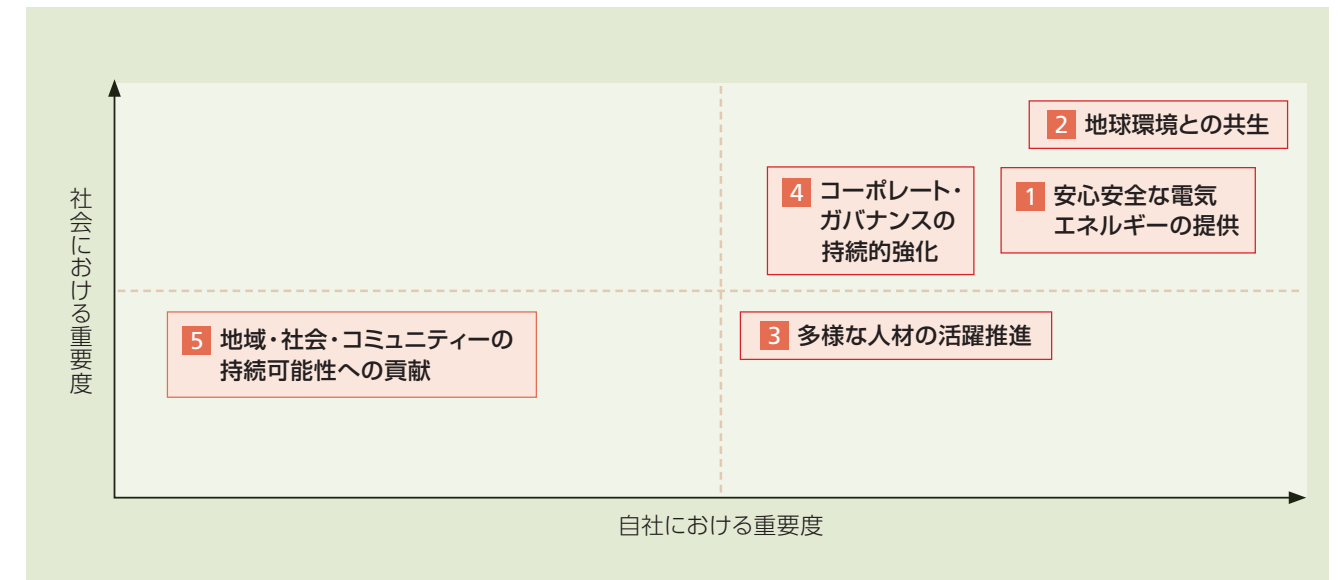 社会における重要度
2 地球環境との共生
4 コーポレート・
ガバナンスの
持続的強化
1 安心安全な電気
エネルギーの提供
5 地域・社会・コミュニティーの
持続可能性への貢献
3 多様な人材の活躍推進
自社における重要度